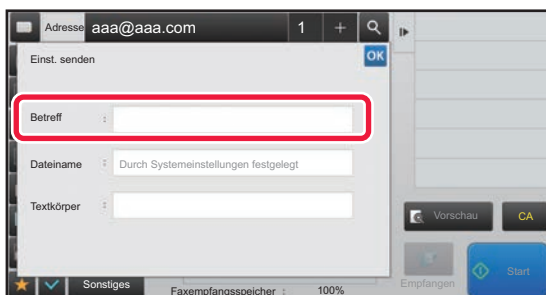 Adresse aaa@aaa.com 1 +
Einst. senden OK
Betreff :
Dateiname : Durch Systemeinstellungen festgelegt
Textkörper :
Vorschau CA
Empfangen Start
Sonstiges Faxempfangsspeicher : 100%